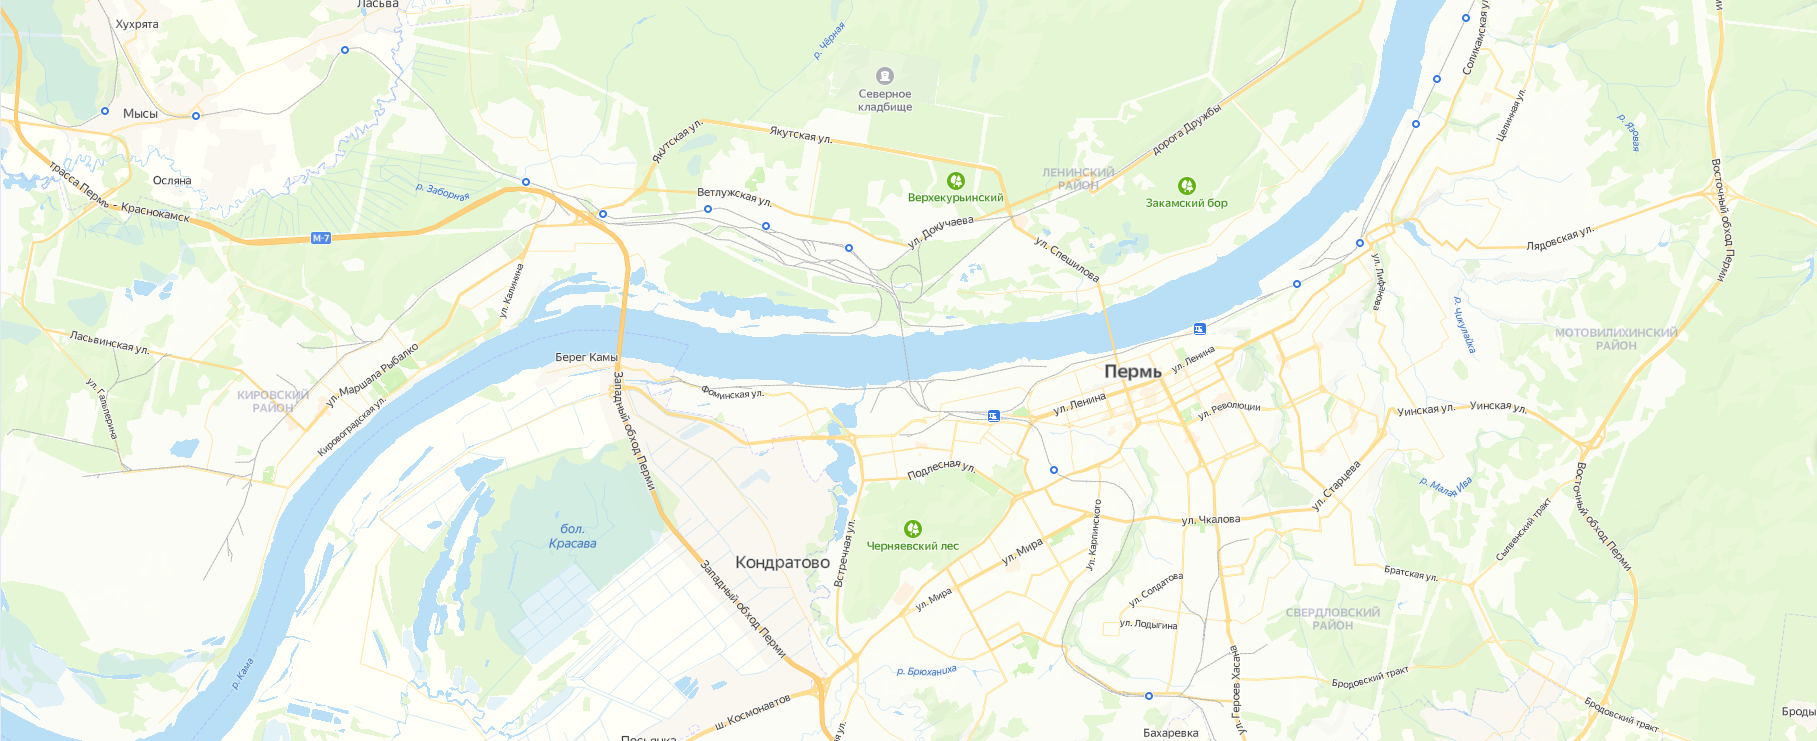 Ласьва
Хухрята
р. Чёрная
Соликамская ул.
Северное
кладбище
Мысы
Целинная ул.
дорога Дружбы
р. Язовая
Якутская ул.
Якутская ул.
трасса Пермь - Краснокамск
Осляна
р. Заборная
Ветлужская ул.
Верхекурьинский
ЛЕНИНСКИЙ
РАЙОН
Закамский бор
Восточный обход Перми
М-7
ул. Докучаева
ул. Спешилова
Лядовская ул.
ул. Калинина
ул. Лифанова
р. Чикулайка
МОТОВИЛИХИНСКИЙ
РАЙОН
Ласьвинская ул.
Берег Камы
ул. Маршала Рыбалко
Пермь
ул. Ленина
ул. Гальперина
КИРОВСКИЙ
РАЙОН
Кировоградская ул.
Западный обход Перми
Фоминская ул.
ул. Ленина
ул. Революции
Уинская ул.
Уинская ул.
Подлесная ул.
ул. Старцева
р. Малая Ива
Восточный обход Перми
бол.
Красава
Черняевский лес
ул. Чкалова
ул. Карпинского
Сылвенский тракт
Кондратово
Встречная ул.
ул. Мира
ул. Мира
Западный обход Перми
Братская ул.
ул. Солдатова
ул. Лодыгина
СВЕРДЛОВСКИЙ
РАЙОН
р. Кама
р. Брюханиха
ул. Героев Хасана
Бродовский тракт
Бродовский тракт
ш. Космонавтов
Песьянка
Бахаревка
Броды